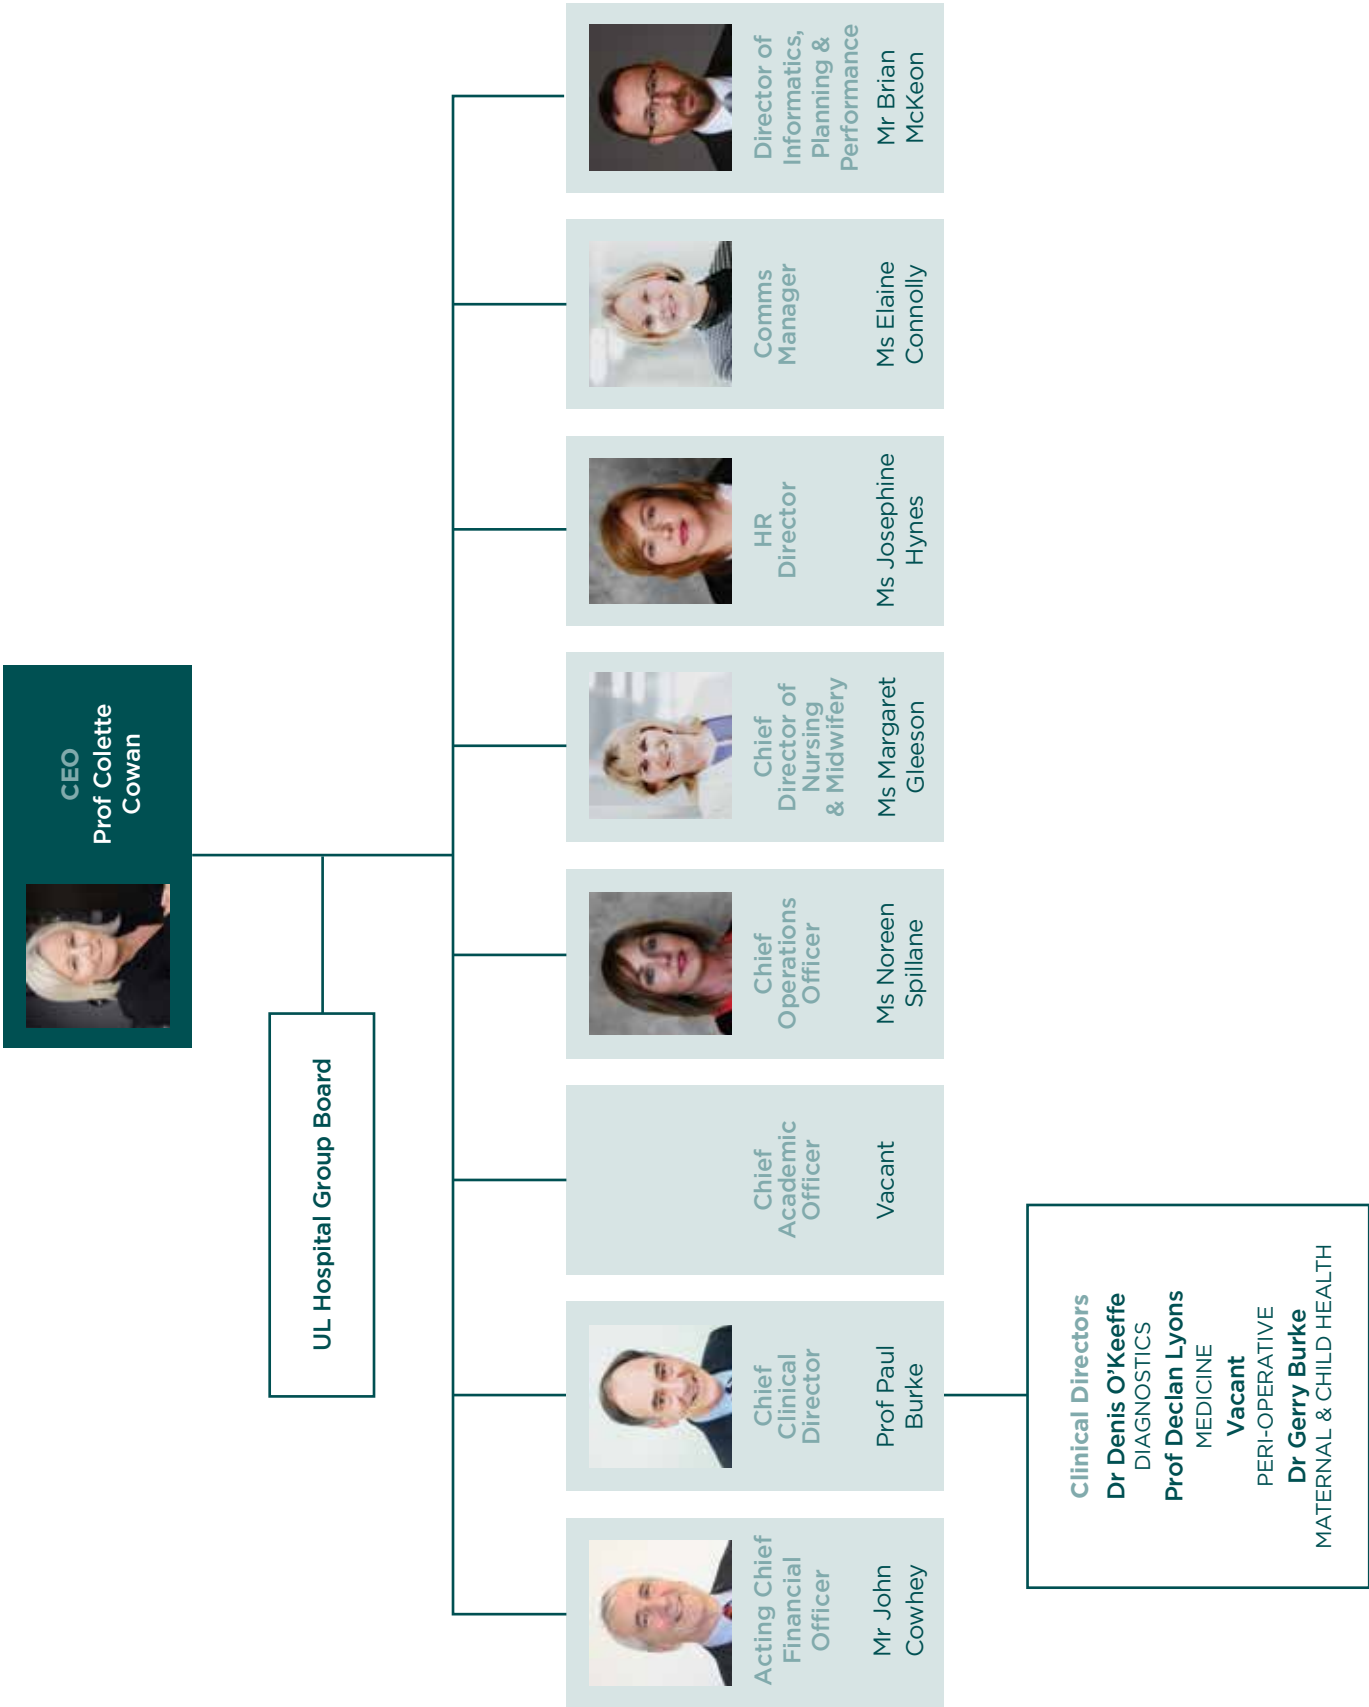 CEO
Prof Colette
Cowan
UL Hospital Group Board
Acting Chief
Financial
Officer
Mr John
Cowhey
Chief
Clinical
Director
Prof Paul
Burke
Chief
Academic
Officer
Vacant
Chief
Operations
Officer
Ms Noreen
Spillane
Chief
Director of
Nursing
& Midwifery
Ms Margaret
Gleeson
HR
Director
Ms Josephine
Hynes
Comms
Manager
Ms Elaine
Connolly
Director of
Informatics,
Planning &
Performance
Mr Brian
McKeon
Clinical Directors
Dr Denis O’Keeffe
DIAGNOSTICS
Prof Declan Lyons
MEDICINE
Vacant
PERI-OPERATIVE
Dr Gerry Burke
MATERNAL & CHILD HEALTH